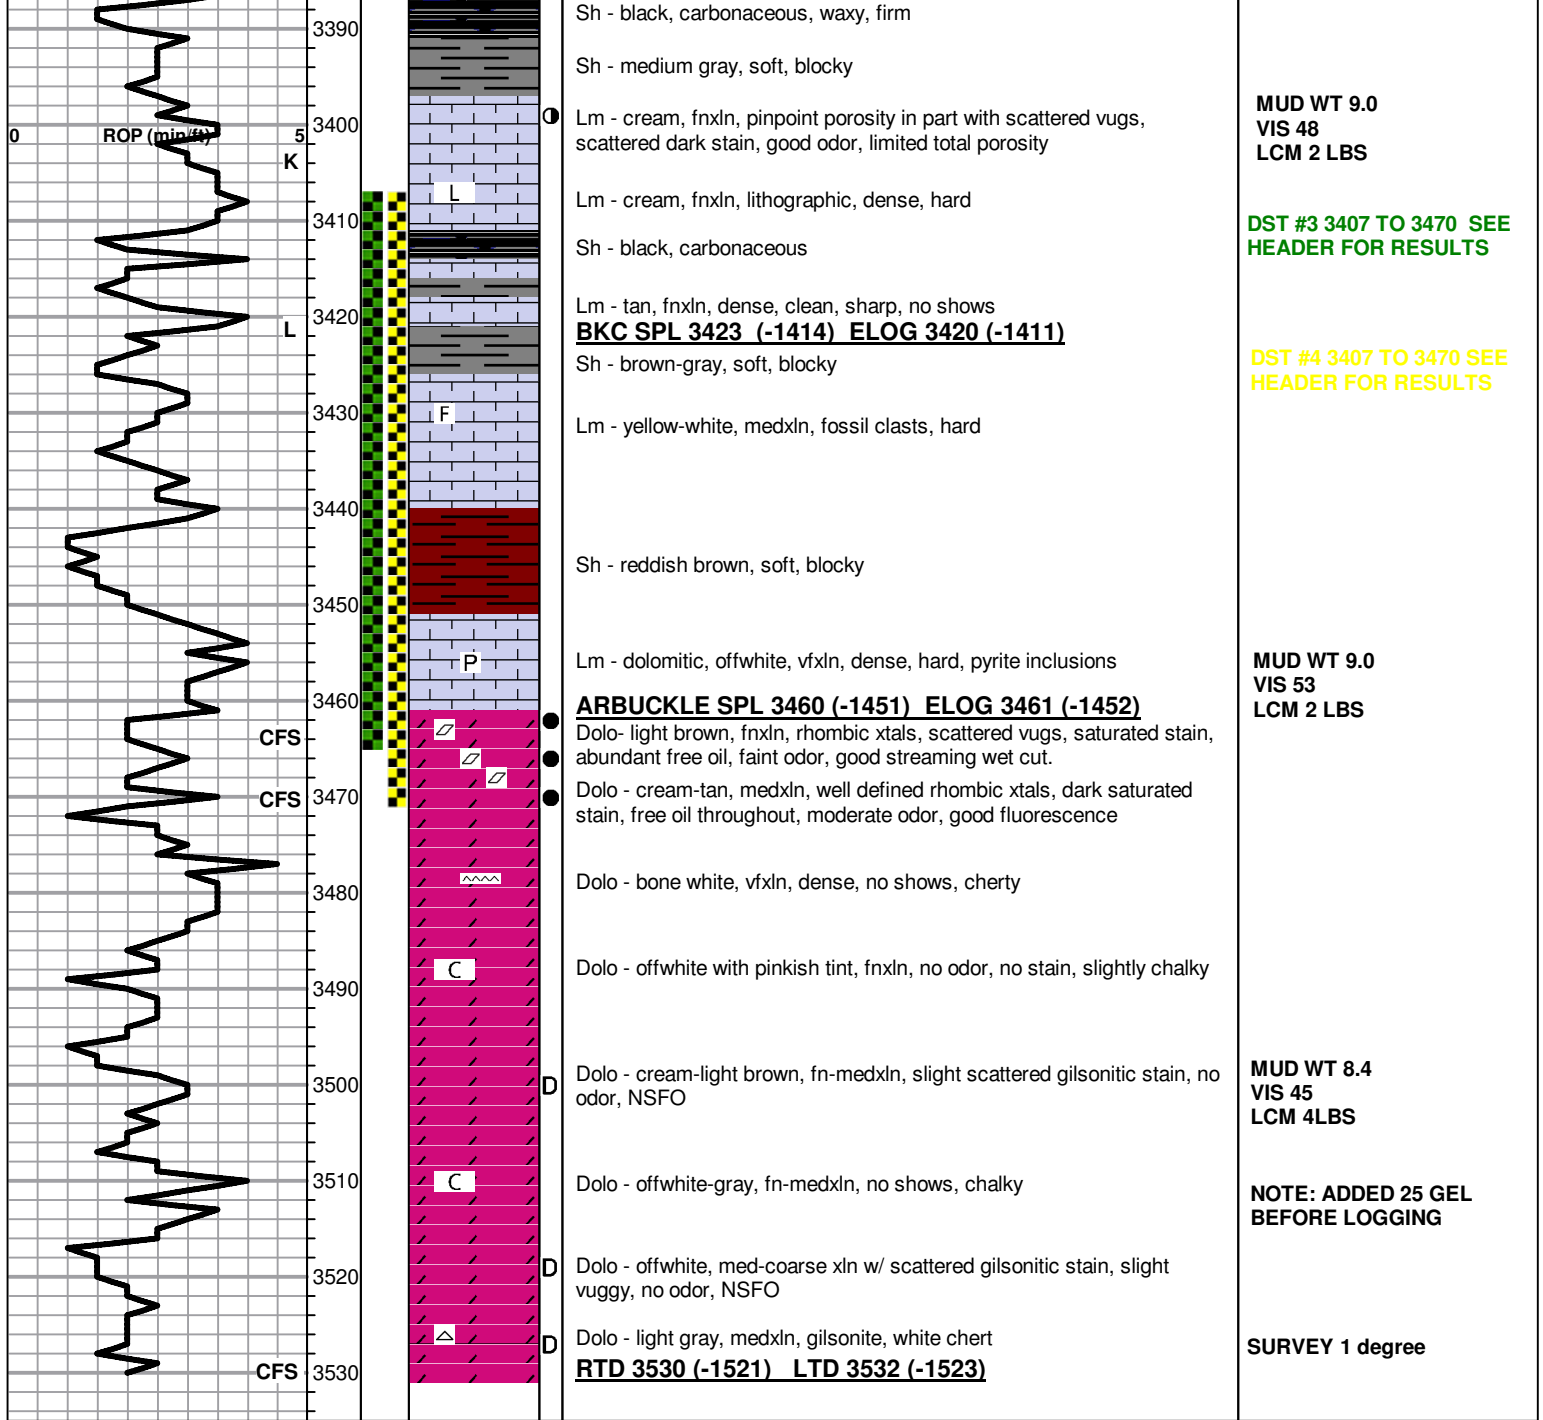 Sh - black, carbonaceous, waxy, firm
3390
Sh - medium gray, soft, blocky
MUD WT 9.0
VIS 48
LCM 2 LBS
Lm - cream, fnxln, pinpoint porosity in part with scattered vugs,
scattered dark stain, good odor, limited total porosity
3400
0 ROP (min/ft) 5
K
L
Lm - cream, fnxln, lithographic, dense, hard
3410
DST #3 3407 TO 3470 SEE
HEADER FOR RESULTS
Sh - black, carbonaceous
Lm - tan, fnxln, dense, clean, sharp, no shows
3420
L
BKC SPL 3423 (-1414) ELOG 3420 (-1411)
Sh - brown-gray, soft, blocky
DST #4 3407 TO 3470 SEE
HEADER FOR RESULTS
3430
F
Lm - yellow-white, medxln, fossil clasts, hard
3440
Sh - reddish brown, soft, blocky
3450
P
Lm - dolomitic, offwhite, vfxln, dense, hard, pyrite inclusions
MUD WT 9.0
VIS 53
LCM 2 LBS
3460
ARBUCKLE SPL 3460 (-1451) ELOG 3461 (-1452)
CFS
Dolo- light brown, fnxln, rhombic xtals, scattered vugs, saturated stain,
abundant free oil, faint odor, good streaming wet cut.
CFS
3470
Dolo - cream-tan, medxln, well defined rhombic xtals, dark saturated
stain, free oil throughout, moderate odor, good fluorescence
3480
Dolo - bone white, vfxln, dense, no shows, cherty
C
Dolo - offwhite with pinkish tint, fnxln, no odor, no stain, slightly chalky
3490
3500
D
Dolo - cream-light brown, fn-medxln, slight scattered gilsonitic stain, no
odor, NSFO
MUD WT 8.4
VIS 45
LCM 4LBS
3510
C
Dolo - offwhite-gray, fn-medxln, no shows, chalky
NOTE: ADDED 25 GEL
BEFORE LOGGING
3520
D
Dolo - offwhite, med-coarse xln w/ scattered gilsonitic stain, slight
vuggy, no odor, NSFO
D
Dolo - light gray, medxln, gilsonite, white chert
SURVEY 1 degree
CFS
3530
RTD 3530 (-1521) LTD 3532 (-1523)